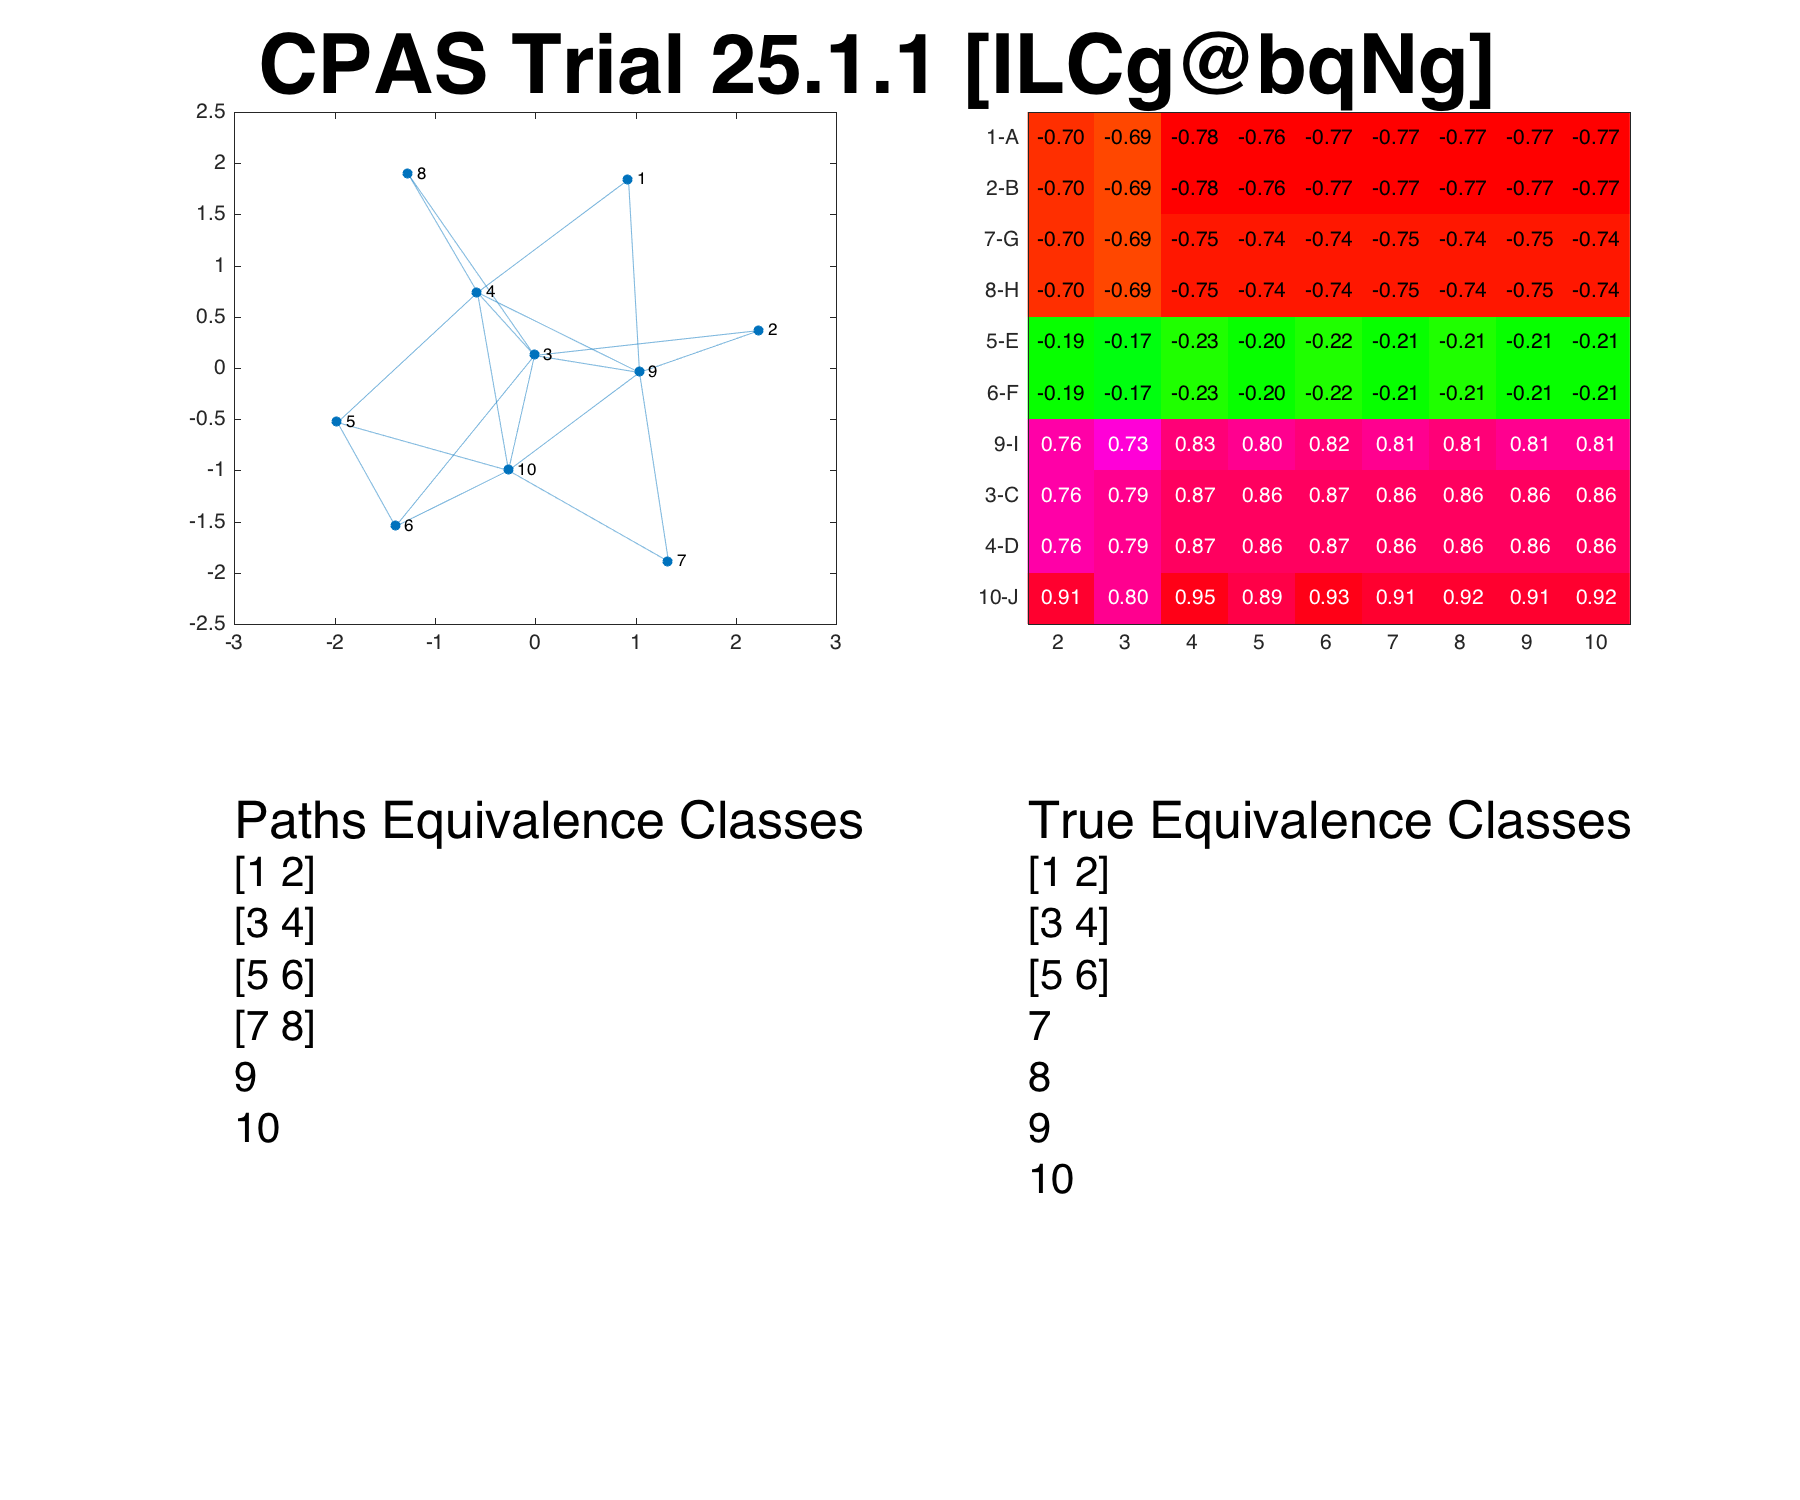 CPAS Trial 25.1.1 [ILCg@bqNg]
2.5
2
1.5
1
0.5
0
-0.5
-1
-1.5
-2
-2.5
-3 -2 -1 0 1 2 3
8
1
4
2
3
9
5
10
6
7
1-A -0.70 -0.69 -0.78 -0.76 -0.77 -0.77 -0.77 -0.77 -0.77
2-B -0.70 -0.69 -0.78 -0.76 -0.77 -0.77 -0.77 -0.77 -0.77
7-G -0.70 -0.69 -0.75 -0.74 -0.74 -0.75 -0.74 -0.75 -0.74
8-H -0.70 -0.69 -0.75 -0.74 -0.74 -0.75 -0.74 -0.75 -0.74
5-E -0.19 -0.17 -0.23 -0.20 -0.22 -0.21 -0.21 -0.21 -0.21
6-F -0.19 -0.17 -0.23 -0.20 -0.22 -0.21 -0.21 -0.21 -0.21
9-I 0.76 0.73 0.83 0.80 0.82 0.81 0.81 0.81 0.81
3-C 0.76 0.79 0.87 0.86 0.87 0.86 0.86 0.86 0.86
4-D 0.76 0.79 0.87 0.86 0.87 0.86 0.86 0.86 0.86
10-J 0.91 0.80 0.95 0.89 0.93 0.91 0.92 0.91 0.92
2 3 4 5 6 7 8 9 10
Paths Equivalence Classes
[1 2]
[3 4]
[5 6]
[7 8]
9
10
True Equivalence Classes
[1 2]
[3 4]
[5 6]
7
8
9
10